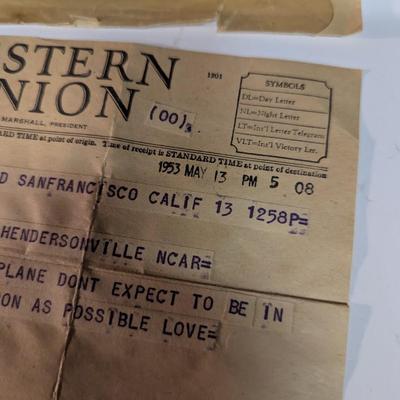 STERN
NION
1201
SYMBOLS
DL=Day Letter
NL=Night Letter
LT=Int'l Letter Telegram
VLT=Int'l Victory Ltr.
(00)
MARSHALL, PRESIDENT
STANDARD TIME at point of origin. Time of receipt is STANDARD TIME at point of destination
1953 MAY 13 PM 5 08
D SANFRANCISCO CALIF 13 1258P=
HENDERSONVILLE NCAR=
PLANE DONT EXPECT TO BE IN
ON AS POSSIBLE LOVE=